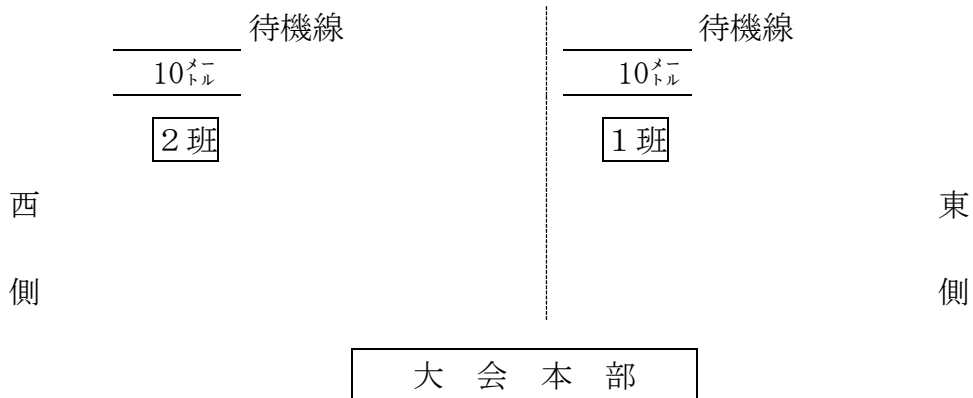 待機線 待機線
10メートル 10メートル
２班 １班
西側 東側
大会本部